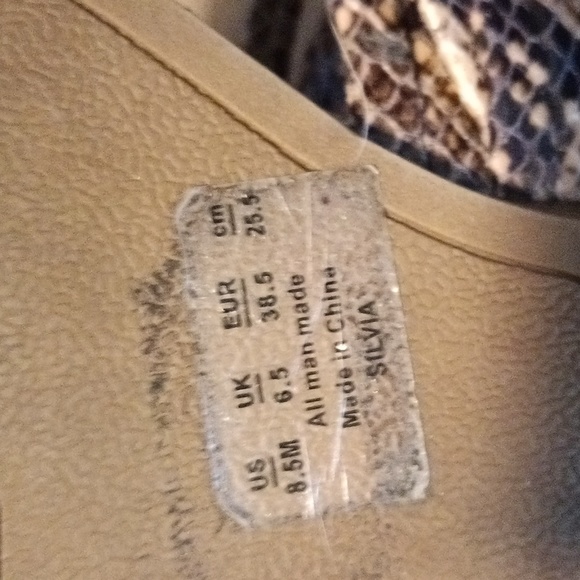 US UK EUR cm
8.5M 6.5 38.5 25.5
All man made
Made in China
SILVIA